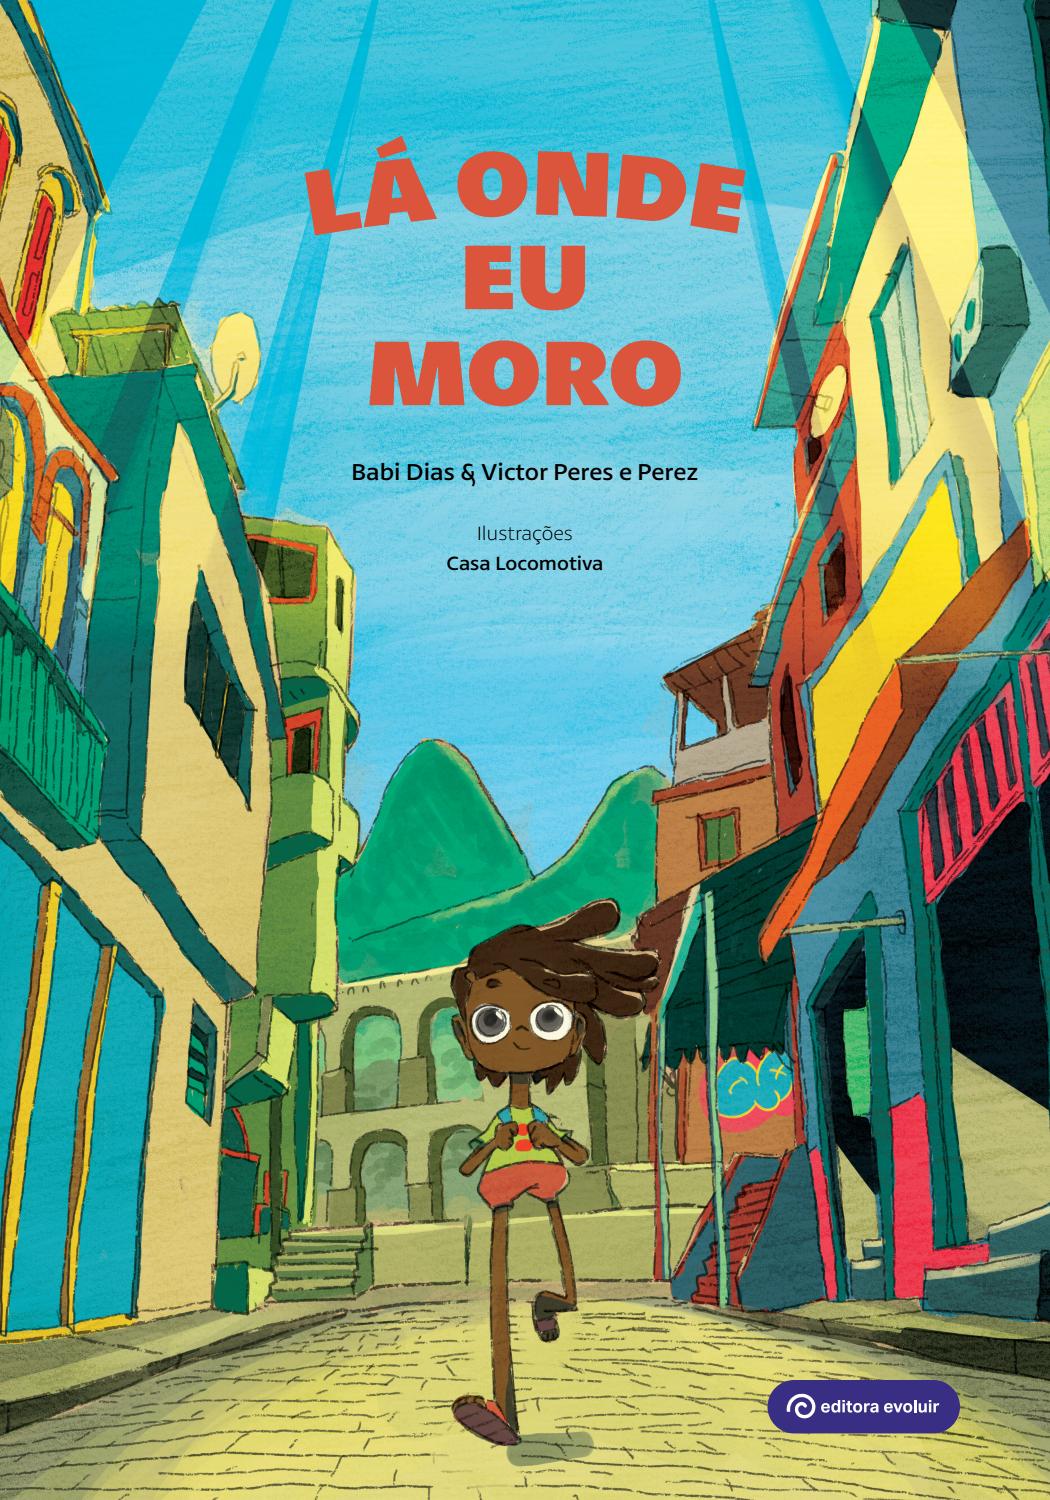 LÁ ONDE
EU
MORO
Babi Dias & Victor Peres e Perez
Ilustrações
Casa Locomotiva
editora evoluir